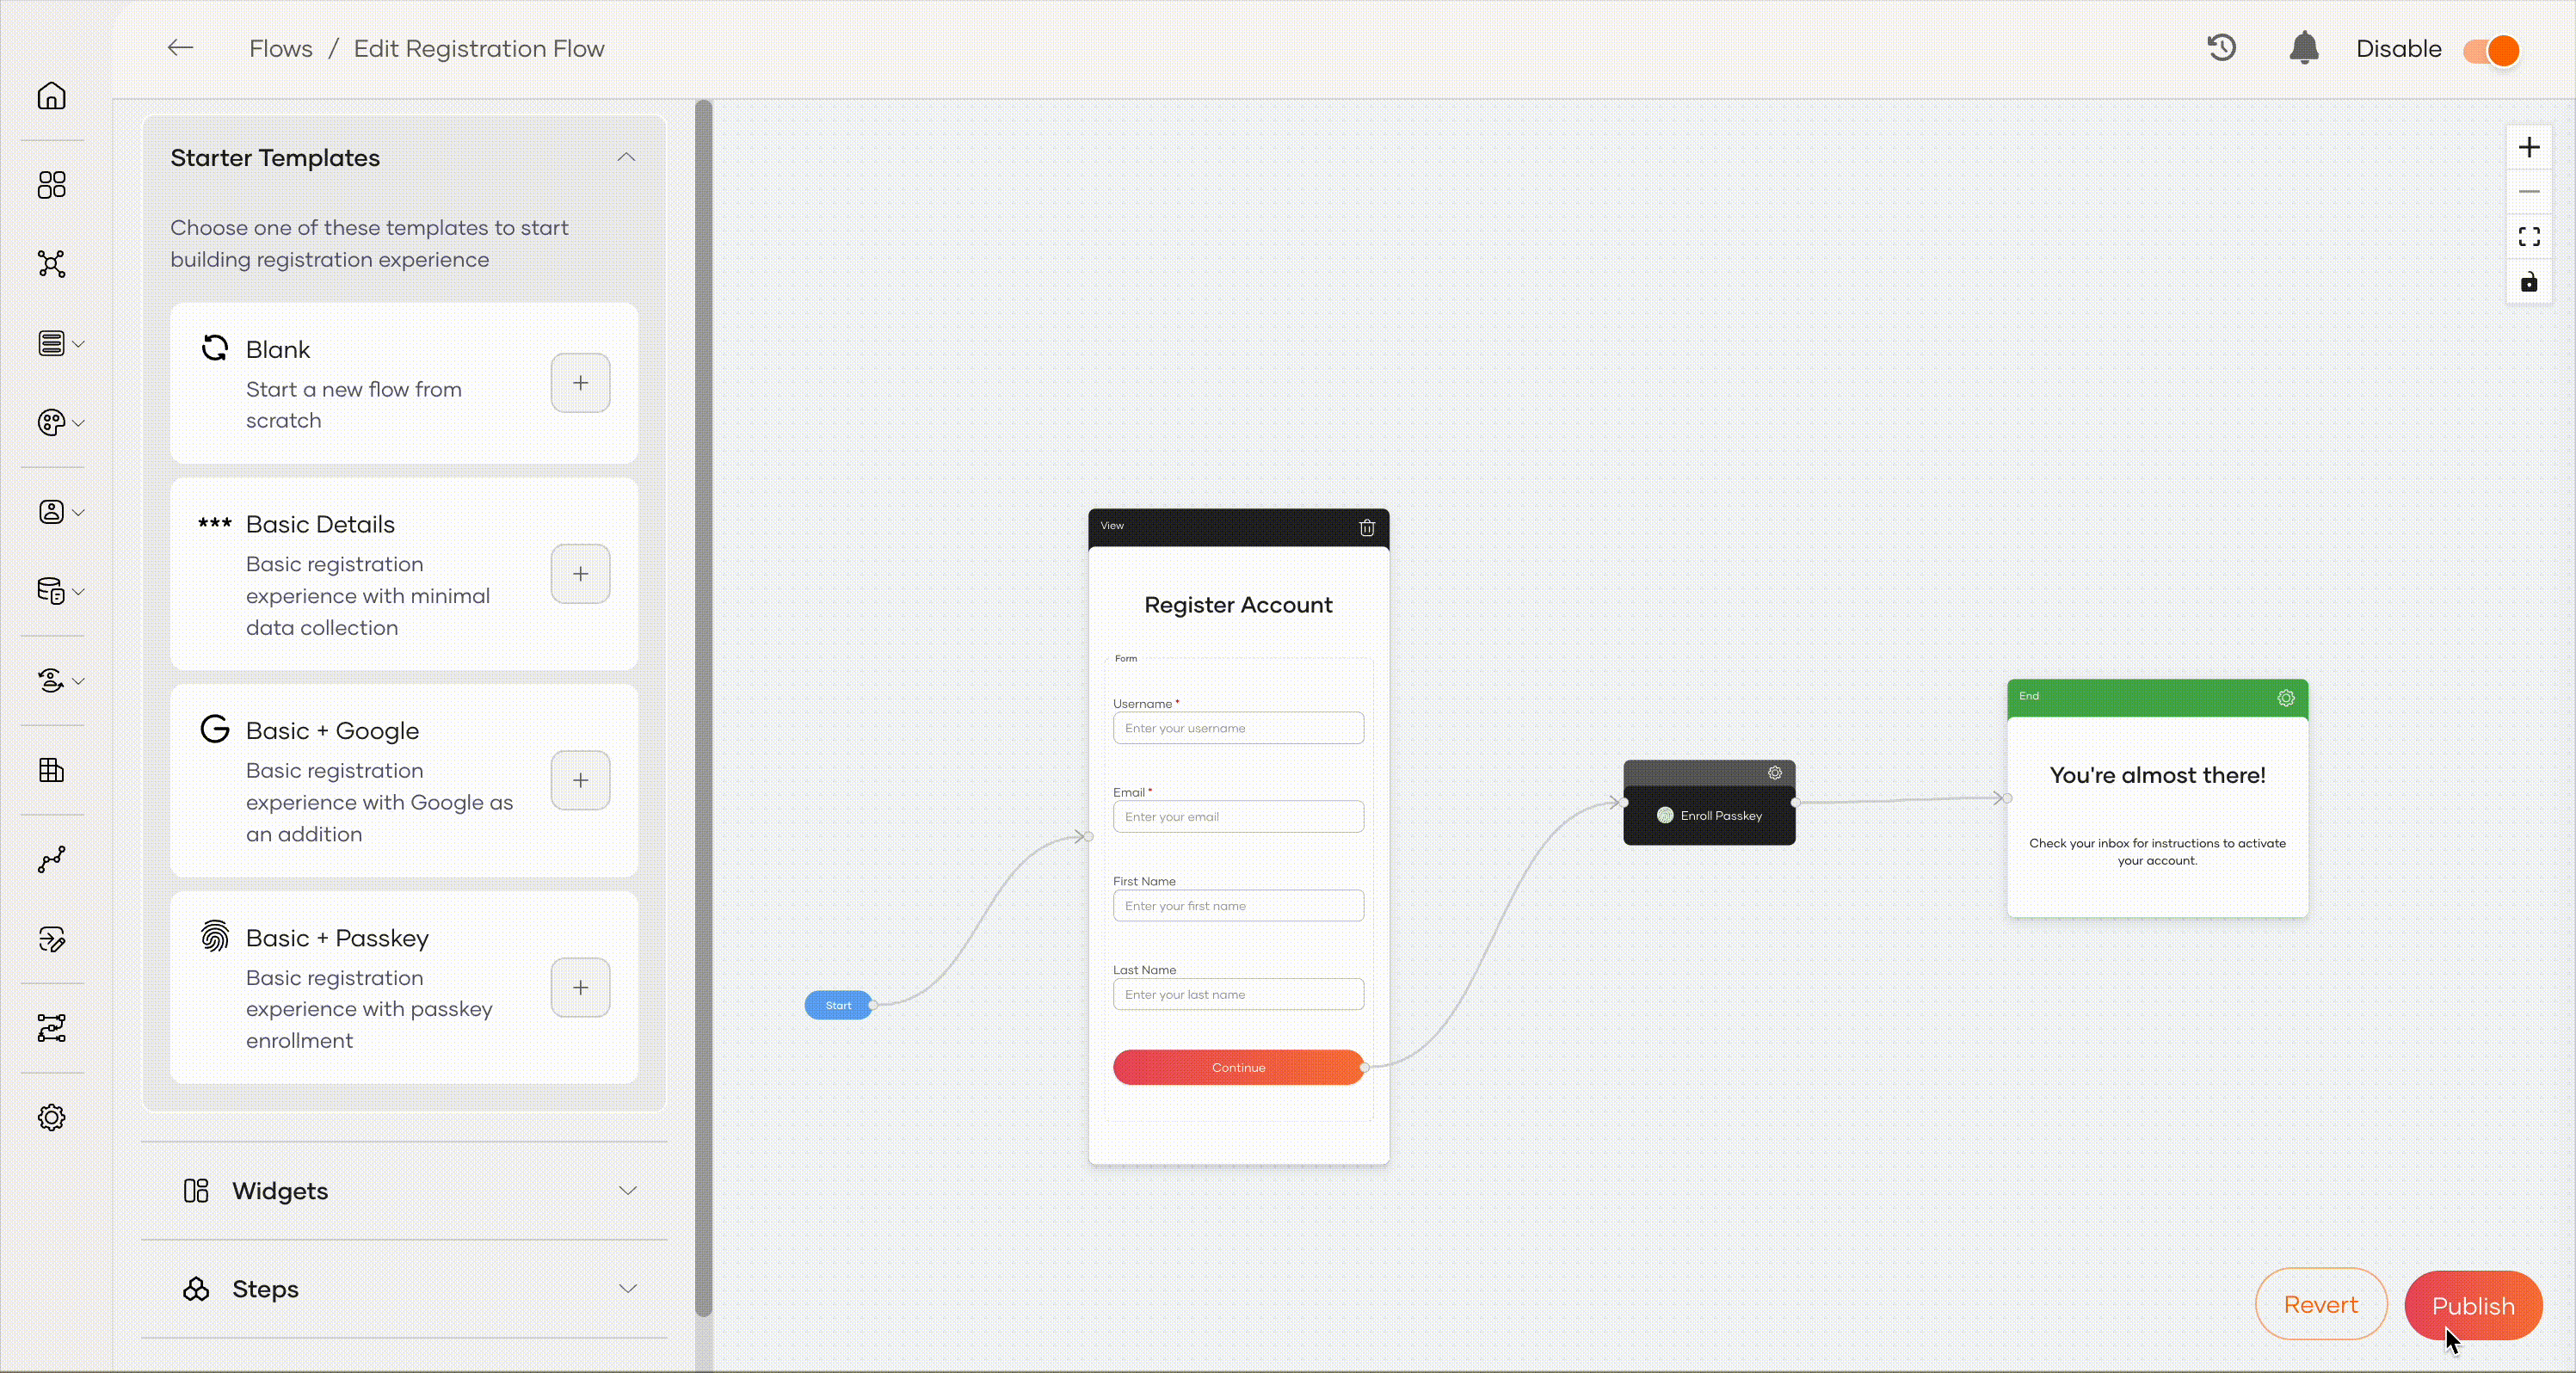 Flows / Edit Registration Flow
Disable
Starter Templates
Choose one of these templates to start
building registration experience
Blank
Start a new flow from
scratch
*** Basic Details
Basic registration
experience with minimal
data collection
Basic + Google
Basic registration
experience with Google as
an addition
Basic + Passkey
Basic registration
experience with passkey
enrollment
Widgets
Steps
Start
View
Register Account
Form
Username *
Enter your username
Email *
Enter your email
First Name
Enter your first name
Last Name
Enter your last name
Continue
Enroll Passkey
End
You're almost there!
Check your inbox for instructions to activate
your account.
Revert
Publish